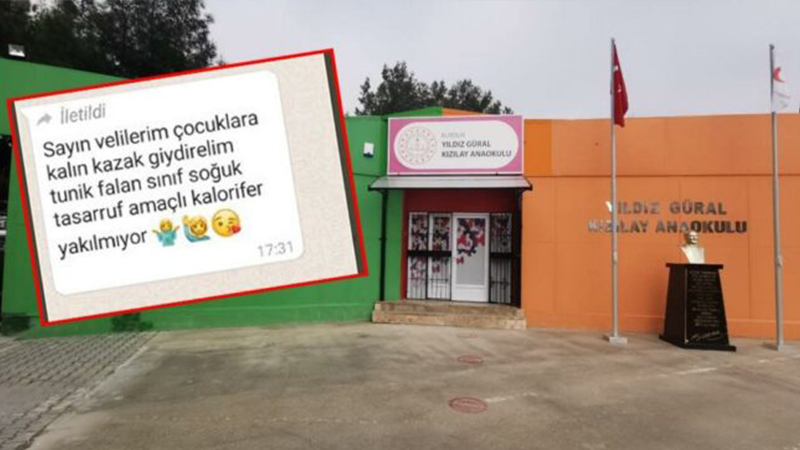 İletildi
Sayın velilerim çocuklara
kalın kazak giydirelim
tunik falan sınıf soğuk
tasarruf amaçlı kalorifer
yakılmıyor 🤷‍♀️🙋‍♀️😘
17:31
YILDIZ GÜRAL
KIZILAY ANAOKULU
YILDIZ GÜRAL
KIZILAY ANAOKULU